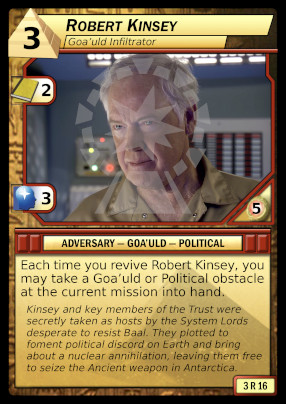 3
ROBERT KINSEY
Goa'uld Infiltrator
2
3
5
ADVERSARY — GOA'ULD — POLITICAL
Each time you revive Robert Kinsey, you
may take a Goa'uld or Political obstacle
at the current mission into hand.
Kinsey and key members of the Trust were
secretly taken as hosts by the System Lords
desperate to resist Baal. They plotted to
foment political discord on Earth and bring
about a nuclear annihilation, leaving them free
to seize the Ancient weapon in Antarctica.
3 R 16